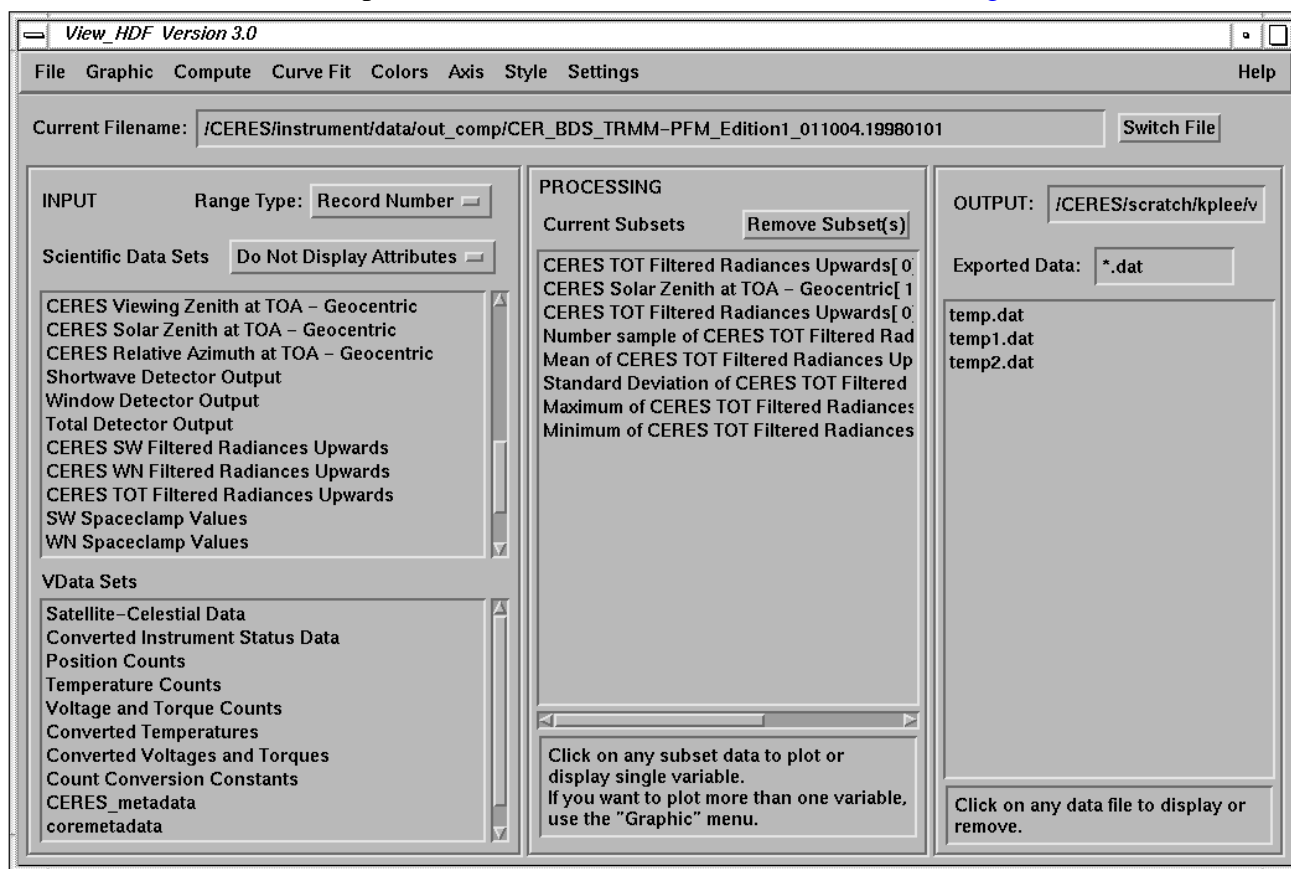 View_HDF Version 3.0
File Graphic Compute Curve Fit Colors Axis Style Settings Help
Current Filename: /CERES/instrument/data/out_comp/CER_BDS_TRMM-PFM_Edition1_011004.19980101 Switch File
INPUT Range Type: Record Number
Scientific Data Sets Do Not Display Attributes
CERES Viewing Zenith at TOA – Geocentric
CERES Solar Zenith at TOA – Geocentric
CERES Relative Azimuth at TOA – Geocentric
Shortwave Detector Output
Window Detector Output
Total Detector Output
CERES SW Filtered Radiances Upwards
CERES WN Filtered Radiances Upwards
CERES TOT Filtered Radiances Upwards
SW Spaceclamp Values
WN Spaceclamp Values
VData Sets
Satellite–Celestial Data
Converted Instrument Status Data
Position Counts
Temperature Counts
Voltage and Torque Counts
Converted Temperatures
Converted Voltages and Torques
Count Conversion Constants
CERES_metadata
coremetadata
PROCESSING
Current Subsets Remove Subset(s)
CERES TOT Filtered Radiances Upwards[ 0]
CERES Solar Zenith at TOA – Geocentric[ 1
CERES TOT Filtered Radiances Upwards[ 0]
Number sample of CERES TOT Filtered Rad
Mean of CERES TOT Filtered Radiances Up
Standard Deviation of CERES TOT Filtered
Maximum of CERES TOT Filtered Radiances
Minimum of CERES TOT Filtered Radiances
Click on any subset data to plot or
display single variable.
If you want to plot more than one variable,
use the "Graphic" menu.
OUTPUT: /CERES/scratch/kplee/v
Exported Data: *.dat
temp.dat
temp1.dat
temp2.dat
Click on any data file to display or
remove.